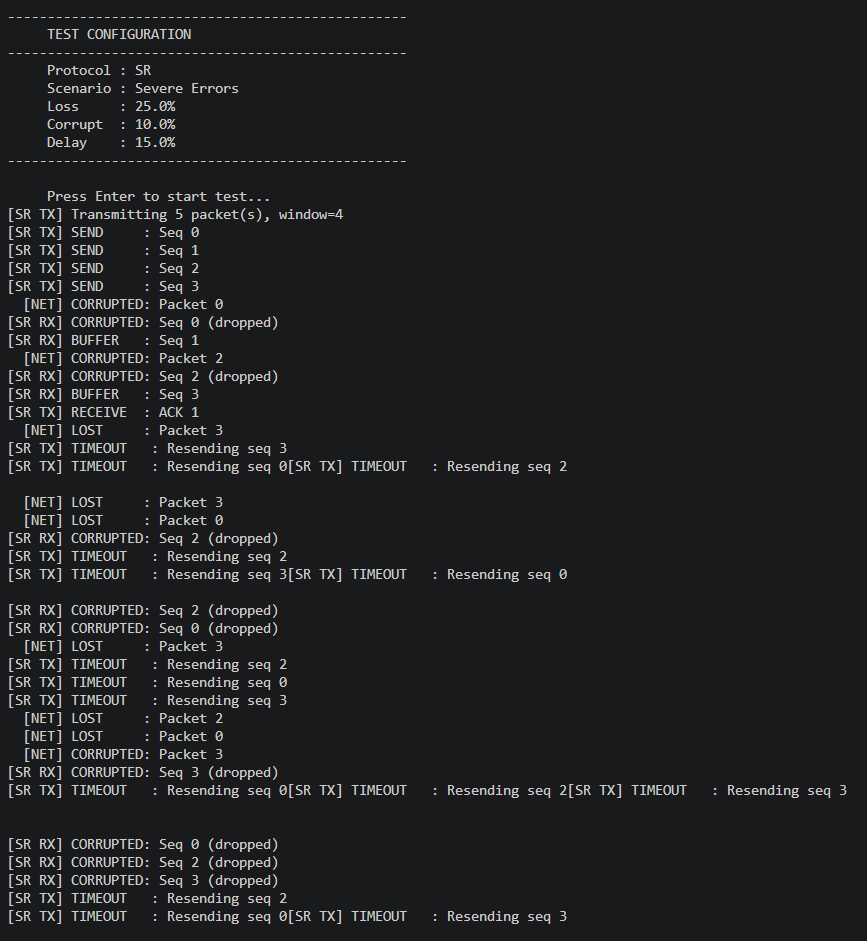 --------------------------------------------------
     TEST CONFIGURATION
--------------------------------------------------
     Protocol : SR
     Scenario : Severe Errors
     Loss     : 25.0%
     Corrupt  : 10.0%
     Delay    : 15.0%
--------------------------------------------------

     Press Enter to start test...
[SR TX] Transmitting 5 packet(s), window=4
[SR TX] SEND     : Seq 0
[SR TX] SEND     : Seq 1
[SR TX] SEND     : Seq 2
[SR TX] SEND     : Seq 3
  [NET] CORRUPTED: Packet 0
[SR RX] CORRUPTED: Seq 0 (dropped)
[SR RX] BUFFER   : Seq 1
  [NET] CORRUPTED: Packet 2
[SR RX] CORRUPTED: Seq 2 (dropped)
[SR RX] BUFFER   : Seq 3
[SR TX] RECEIVE  : ACK 1
  [NET] LOST     : Packet 3
[SR TX] TIMEOUT   : Resending seq 3
[SR TX] TIMEOUT   : Resending seq 0[SR TX] TIMEOUT   : Resending seq 2

  [NET] LOST     : Packet 3
  [NET] LOST     : Packet 0
[SR RX] CORRUPTED: Seq 2 (dropped)
[SR TX] TIMEOUT   : Resending seq 2
[SR TX] TIMEOUT   : Resending seq 3[SR TX] TIMEOUT   : Resending seq 0

[SR RX] CORRUPTED: Seq 2 (dropped)
[SR RX] CORRUPTED: Seq 0 (dropped)
  [NET] LOST     : Packet 3
[SR TX] TIMEOUT   : Resending seq 2
[SR TX] TIMEOUT   : Resending seq 0
[SR TX] TIMEOUT   : Resending seq 3
  [NET] LOST     : Packet 2
  [NET] LOST     : Packet 0
  [NET] CORRUPTED: Packet 3
[SR RX] CORRUPTED: Seq 3 (dropped)
[SR TX] TIMEOUT   : Resending seq 0[SR TX] TIMEOUT   : Resending seq 2[SR TX] TIMEOUT   : Resending seq 3


[SR RX] CORRUPTED: Seq 0 (dropped)
[SR RX] CORRUPTED: Seq 2 (dropped)
[SR RX] CORRUPTED: Seq 3 (dropped)
[SR TX] TIMEOUT   : Resending seq 2
[SR TX] TIMEOUT   : Resending seq 0[SR TX] TIMEOUT   : Resending seq 3